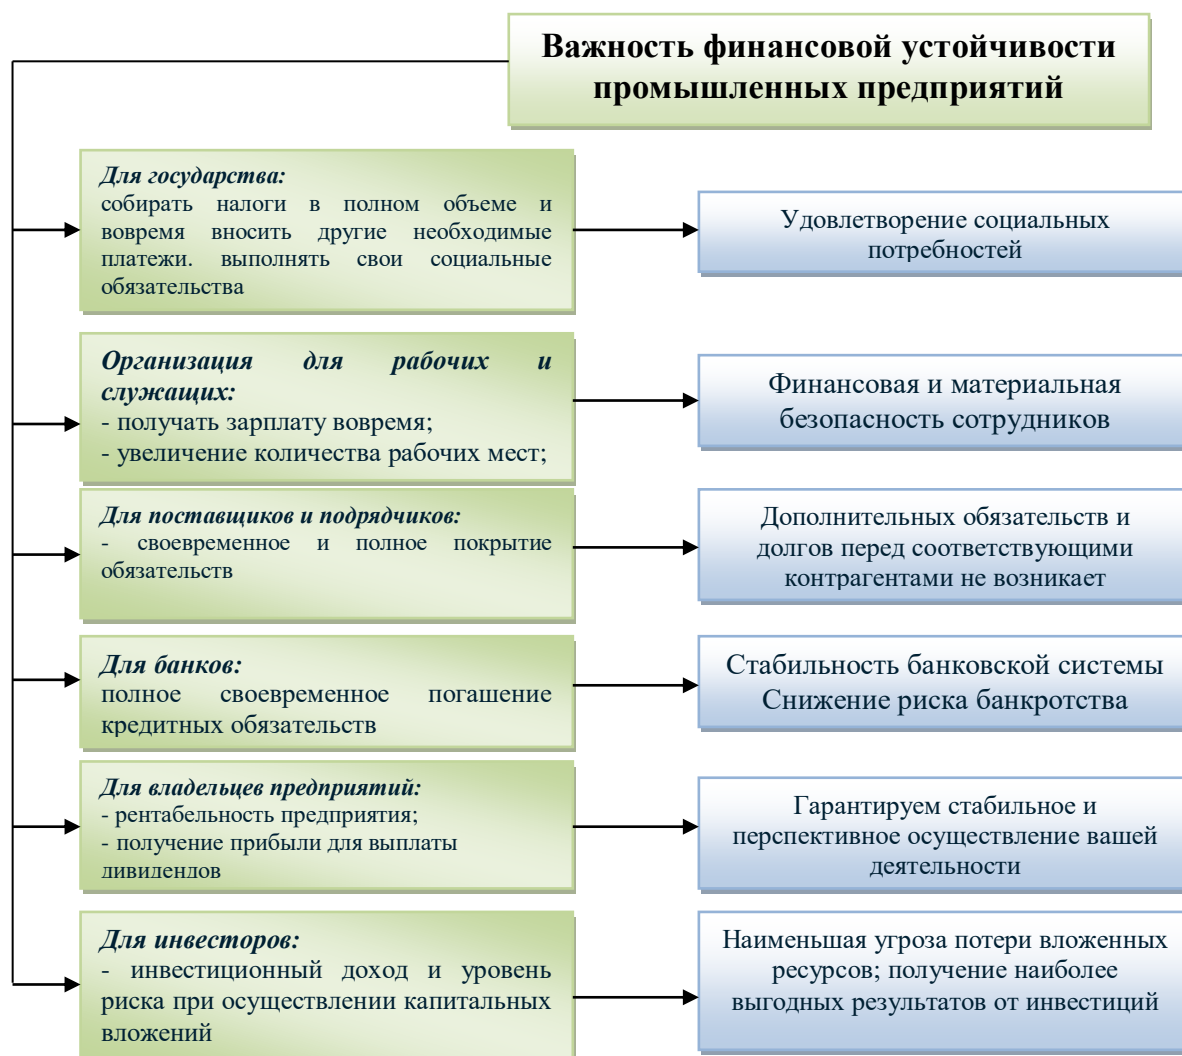 Важность финансовой устойчивости
промышленных предприятий
Для государства:
собирать налоги в полном объеме и
вовремя вносить другие необходимые
платежи. выполнять свои социальные
обязательства
Удовлетворение социальных
потребностей
Организация для рабочих и
служащих:
- получать зарплату вовремя;
- увеличение количества рабочих мест;
Финансовая и материальная
безопасность сотрудников
Для поставщиков и подрядчиков:
- своевременное и полное покрытие
обязательств
Дополнительных обязательств и
долгов перед соответствующими
контрагентами не возникает
Для банков:
полное своевременное погашение
кредитных обязательств
Стабильность банковской системы
Снижение риска банкротства
Для владельцев предприятий:
- рентабельность предприятия;
- получение прибыли для выплаты
дивидендов
Гарантируем стабильное и
перспективное осуществление вашей
деятельности
Для инвесторов:
- инвестиционный доход и уровень
риска при осуществлении капитальных
вложений
Наименьшая угроза потери вложенных
ресурсов; получение наиболее
выгодных результатов от инвестиций